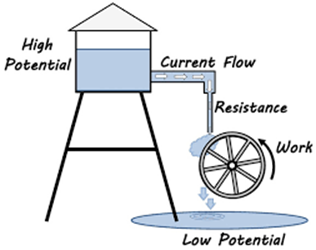 High
Potential
Current Flow
Resistance
Work
Low Potential